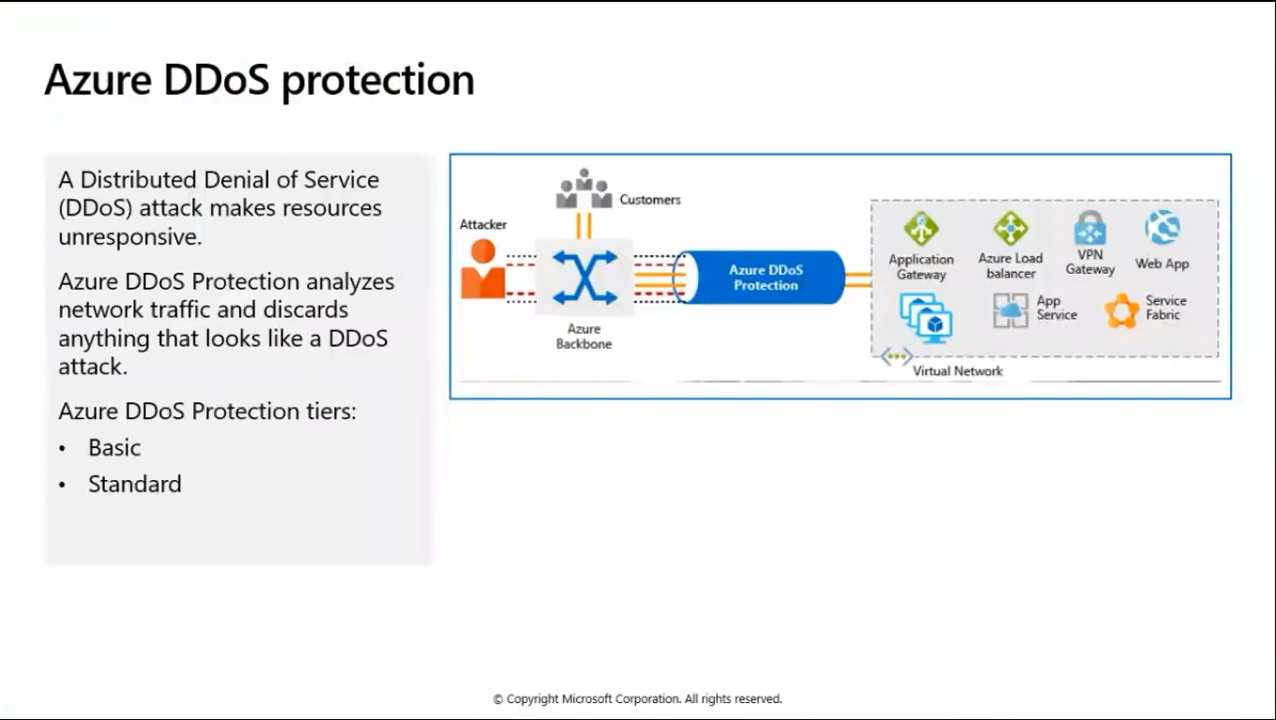 Azure DDoS protection
A Distributed Denial of Service
(DDoS) attack makes resources
unresponsive.
Azure DDoS Protection analyzes
network traffic and discards
anything that looks like a DDoS
attack.
Azure DDoS Protection tiers:
• Basic
• Standard
Customers
Attacker
Azure
Backbone
Azure DDoS
Protection
Application
Gateway
Azure Load
balancer
VPN
Gateway
Web App
App
Service
Service
Fabric
Virtual Network
© Copyright Microsoft Corporation. All rights reserved.